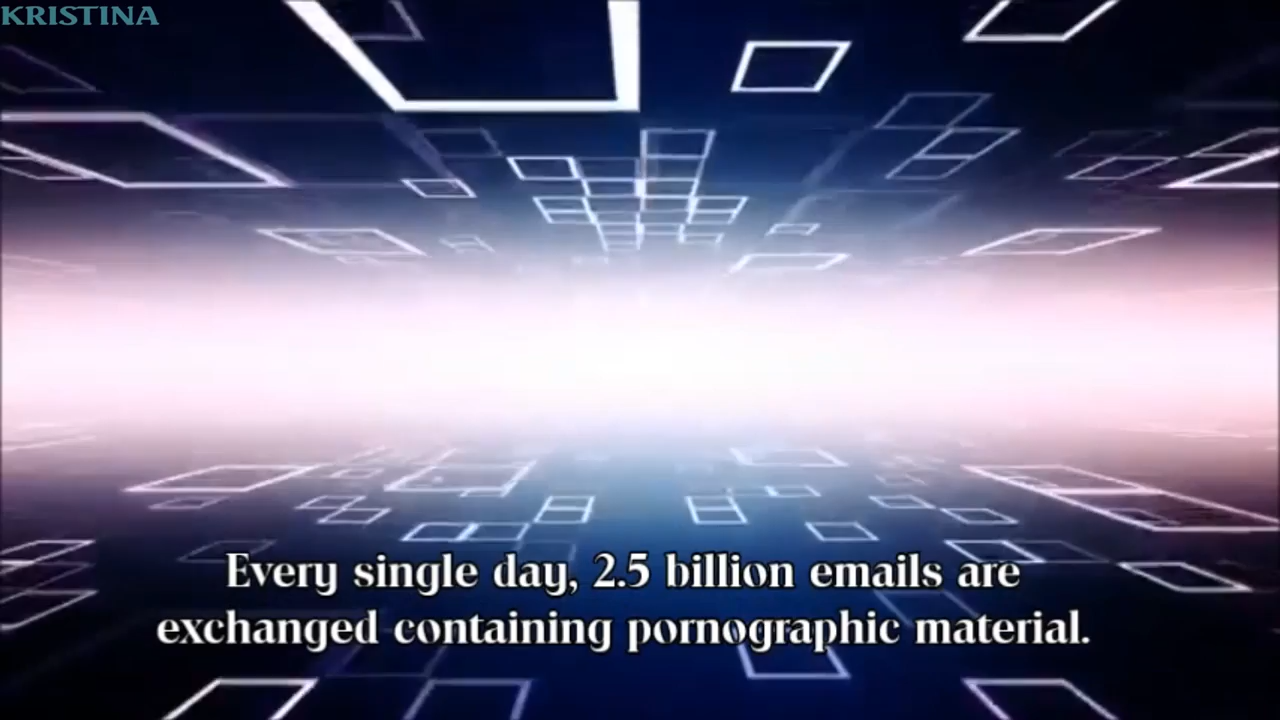 KRISTINA
Every single day, 2.5 billion emails are
exchanged containing pornographic material.